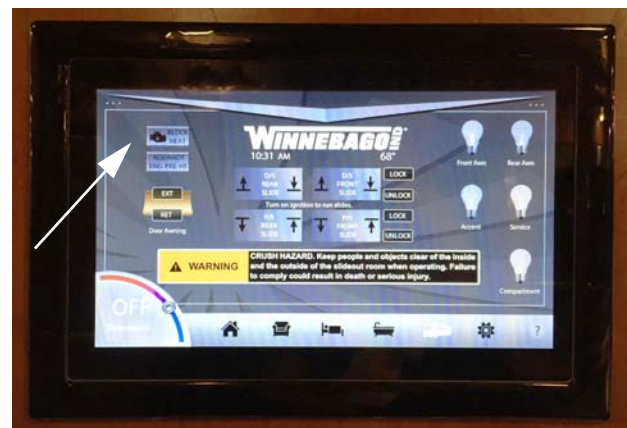 BLOCK
HEAT
ENG PRE HT
WINNEBAGO IND
10:31 AM 68°
D/S
REAR
SLIDE
D/S
FRONT
SLIDE
LOCK
UNLOCK
Turn on ignition to run slides.
P/S
REAR
SLIDE
P/S
FRONT
SLIDE
LOCK
UNLOCK
EXT
RET
Door Awning
Front Awn
Rear Awn
Accent
Service
Compartment
WARNING
CRUSH HAZARD. Keep people and objects clear of the inside
and the outside of the slideout room when operating. Failure
to comply could result in death or serious injury.
OFF
?